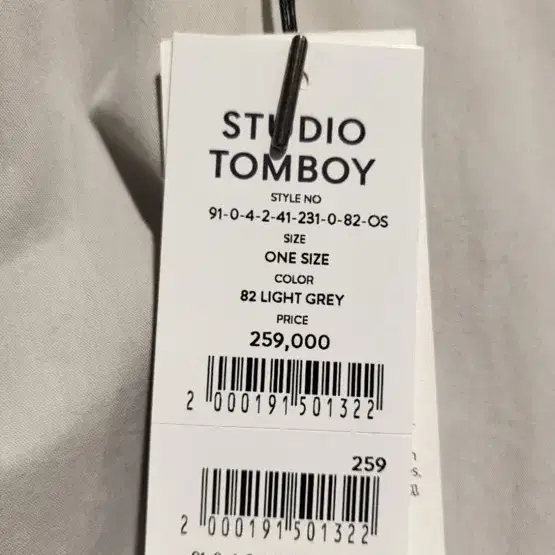 STUDIO
TOMBOY
STYLE NO
91-0-4-2-41-231-0-82-OS
SIZE
ONE SIZE
COLOR
82 LIGHT GREY
PRICE
259,000
2 000191 501322
259
2 000191 501322